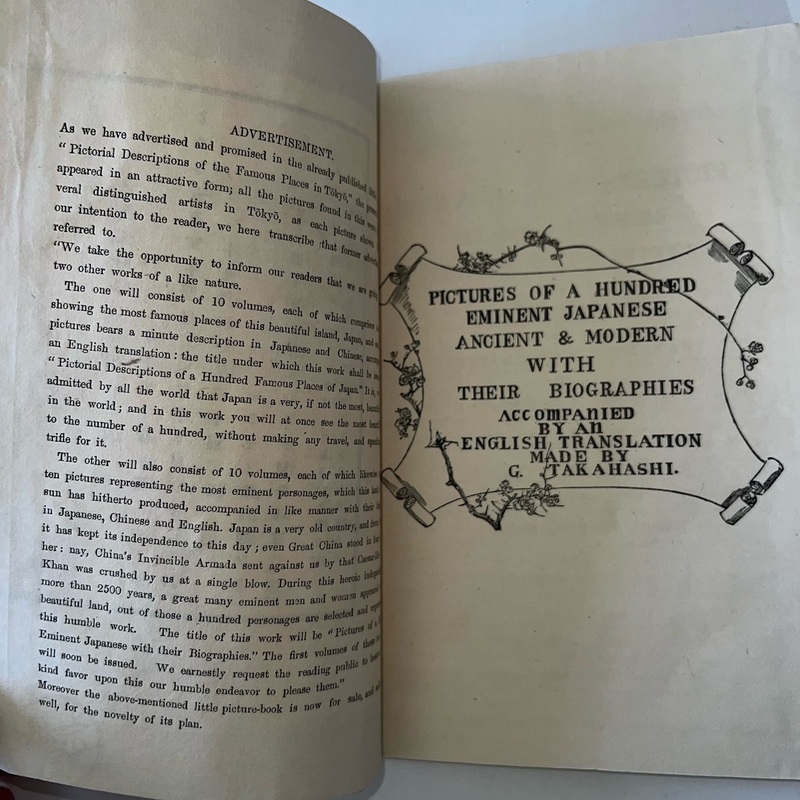 ADVERTISEMENT.
As we have advertised and promised in the already published
" Pictorial Descriptions of the Famous Places in Tōkyō," the
appeared in an attractive form; all the pictures found in this
veral distinguished artists in Tōkyō, as each picture shows.
our intention to the reader, we here transcribe that former
referred to.
"We take the opportunity to inform our readers that we are
two other works of a like nature.
The one will consist of 10 volumes, each of which comprises
showing the most famous places of this beautiful island, Japan, and
pictures bears a minute description in Japanese and Chinese,
an English translation : the title under which this work shall be
" Pictorial Descriptions of a Hundred Famous Places of Japan." It is
admitted by all the world that Japan is a very, if not the most,
in the world ; and in this work you will at once see the most
to the number of a hundred, without making any travel, and
trifle for it.
The other will also consist of 10 volumes, each of which likewise
ten pictures representing the most eminent personages, which this
sun has hitherto produced, accompanied in like manner with their
in Japanese, Chinese and English. Japan is a very old country, and
it has kept its independence to this day ; even Great China stood in
her : nay, China's Invincible Armada sent against us by that
Khan was crushed by us at a single blow. During this heroic
more than 2500 years, a great many eminent men and women appeared
beautiful land, out of those a hundred personages are selected and
this humble work. The title of this work will be " Pictures of a
Eminent Japanese with their Biographies." The first volumes of these
will soon be issued. We earnestly request the reading public to
kind favor upon this our humble endeavor to please them."
Moreover the above-mentioned little picture-book is now for sale, and
well, for the novelty of its plan.
PICTURES OF A HUNDRED
EMINENT JAPANESE
ANCIENT & MODERN
WITH
THEIR BIOGRAPHIES
ACCOMPANIED
BY AN
ENGLISH TRANSLATION
MADE BY
G. TAKAHASHI.